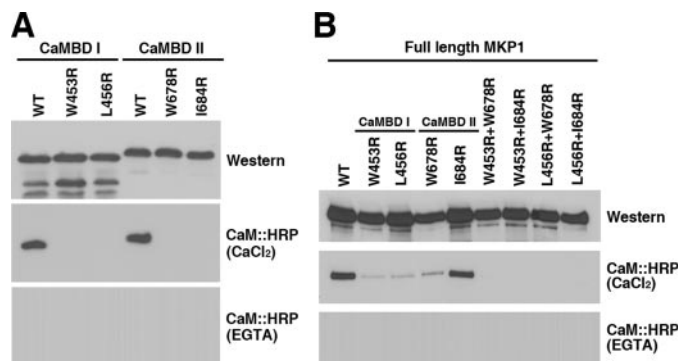 A
CaMBD I
CaMBD II
WT
W453R
L456R
WT
W678R
I684R
Western
CaM::HRP
(CaCl₂)
CaM::HRP
(EGTA)
B
Full length MKP1
CaMBD I
CaMBD II
WT
W453R
L456R
W678R
I684R
W453R+W678R
W453R+I684R
L456R+W678R
L456R+I684R
Western
CaM::HRP
(CaCl₂)
CaM::HRP
(EGTA)